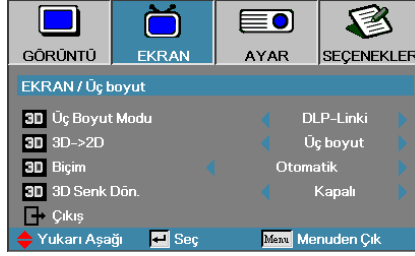 GÖRÜNTÜ EKRAN AYAR SEÇENEKLER
EKRAN / Üç boyut
3D Üç Boyut Modu DLP-Linki
3D 3D->2D Üç boyut
3D Biçim Otomatik
3D 3D Senk Dön. Kapalı
Çıkış
Yukarı Aşağı Seç Menu Menuden Çık